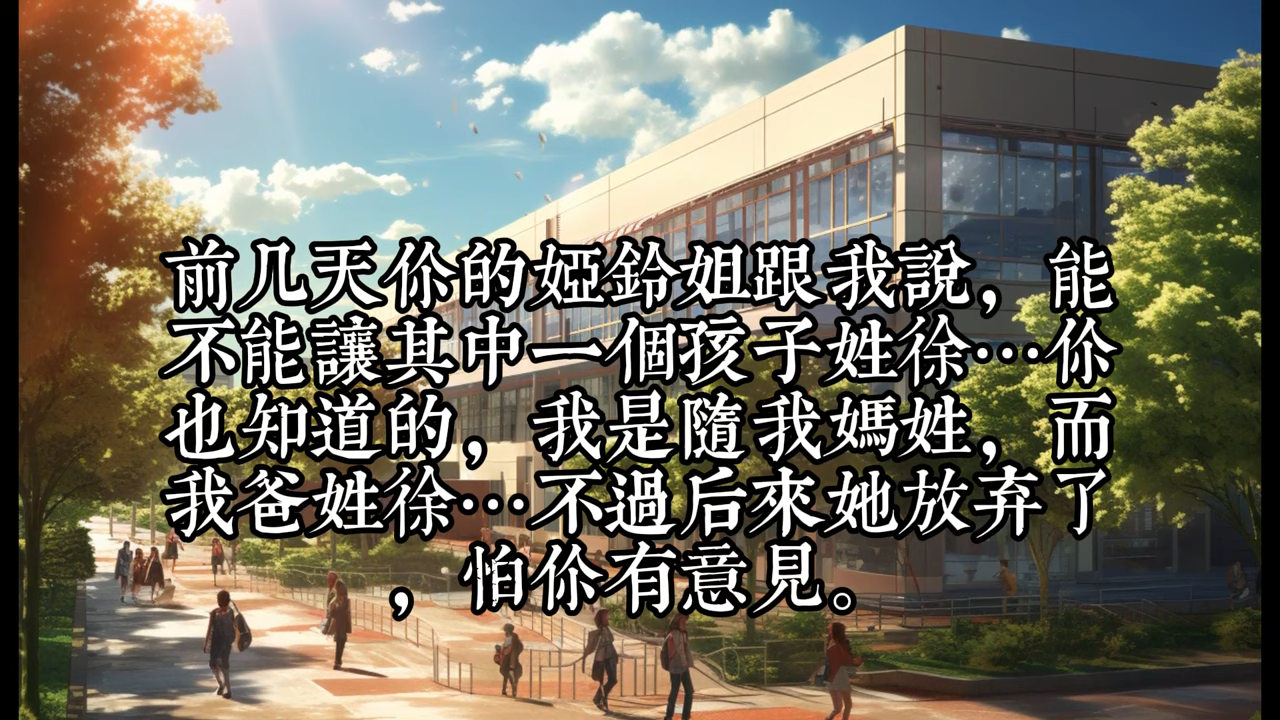 前几天你的婭鈴姐跟我說，能
不能讓其中一個孩子姓徐…你
也知道的，我是隨我媽姓，而
我爸姓徐…不過后來她放弃了
，怕你有意見。